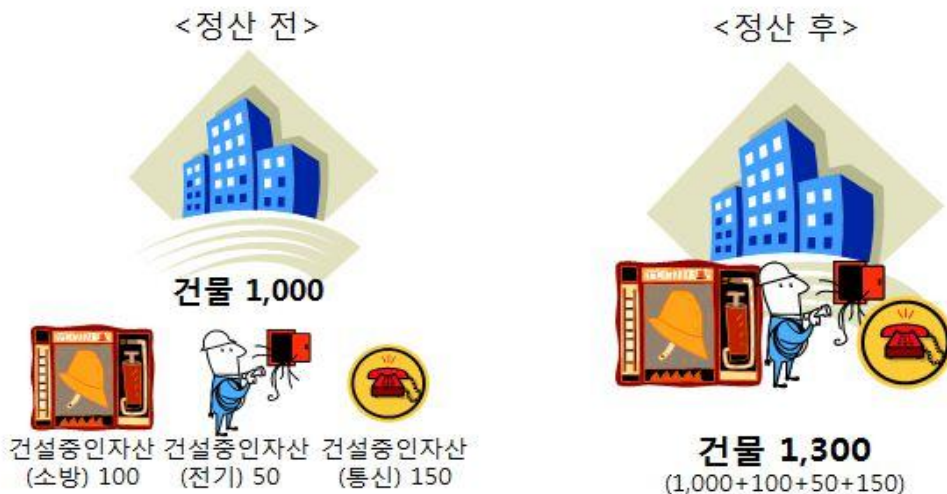 <정산 전>
건물 1,000
건설중인자산
(소방) 100
건설중인자산
(전기) 50
건설중인자산
(통신) 150
<정산 후>
건물 1,300
(1,000+100+50+150)